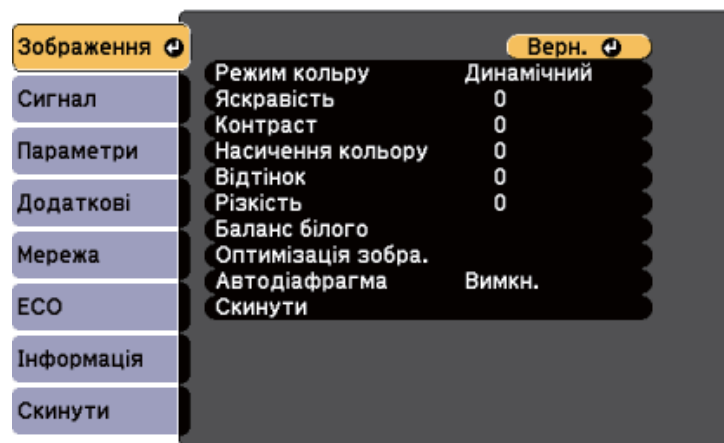 Зображення
Сигнал
Параметри
Додаткові
Мережа
ECO
Інформація
Скинути
Верн.
Режим кольру Динамічний
Яскравість 0
Контраст 0
Насичення кольору 0
Відтінок 0
Різкість 0
Баланс білого
Оптимізація зобра.
Автодіафрагма Вимкн.
Скинути